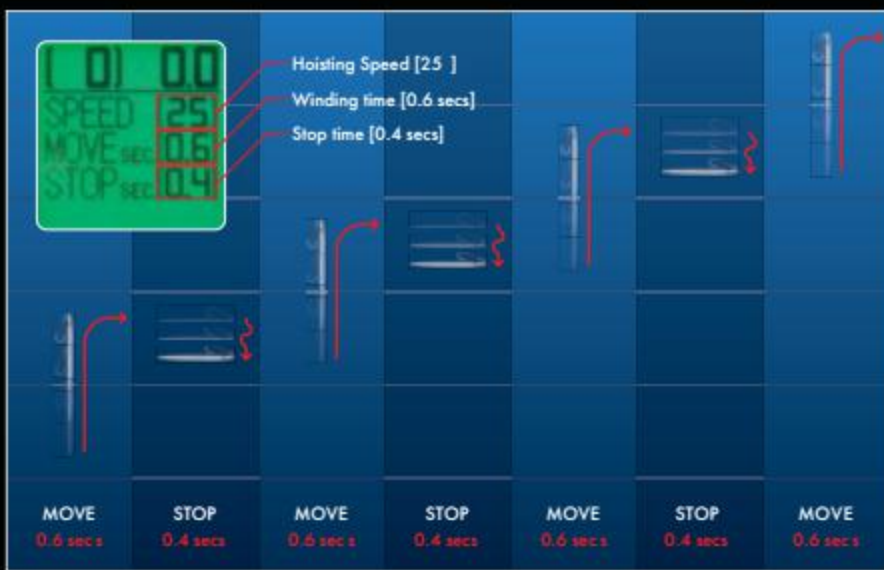 ( 0) 0.0
SPEED 25
MOVE SEC 0.6
STOP SEC 0.4
Hoisting Speed [25 ]
Winding time [0.6 secs]
Stop time [0.4 secs]
MOVE STOP MOVE STOP MOVE STOP MOVE
0.6 secs 0.4 secs 0.6 secs 0.4 secs 0.6 secs 0.4 secs 0.6 secs